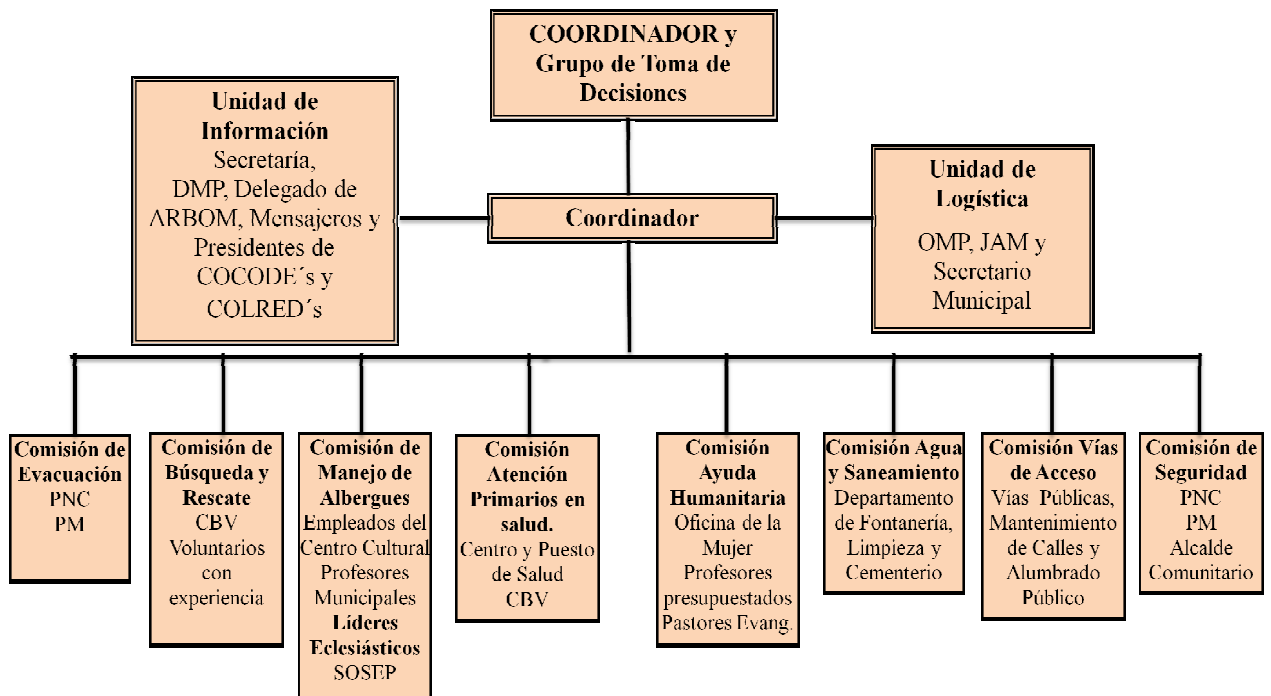 COORDINADOR y
Grupo de Toma de
Decisiones
Unidad de
Información
Secretaría,
DMP, Delegado de
ARBOM, Mensajeros y
Presidentes de
COCODE´s y
COLRED´s
Coordinador
Unidad de
Logística
OMP, JAM y
Secretario
Municipal
Comisión de
Evacuación
PNC
PM
Comisión de
Búsqueda y
Rescate
CBV
Voluntarios
con
experiencia
Comisión de
Manejo de
Albergues
Empleados del
Centro Cultural
Profesores
Municipales
Líderes
Eclesiásticos
SOSEP
Comisión
Atención
Primarios en
salud.
Centro y Puesto
de Salud
CBV
Comisión
Ayuda
Humanitaria
Oficina de la
Mujer
Profesores
presupuestados
Pastores Evang.
Comisión Agua
y Saneamiento
Departamento
de Fontanería,
Limpieza y
Cementerio
Comisión Vías
de Acceso
Vías Públicas,
Mantenimiento
de Calles y
Alumbrado
Público
Comisión de
Seguridad
PNC
PM
Alcalde
Comunitario